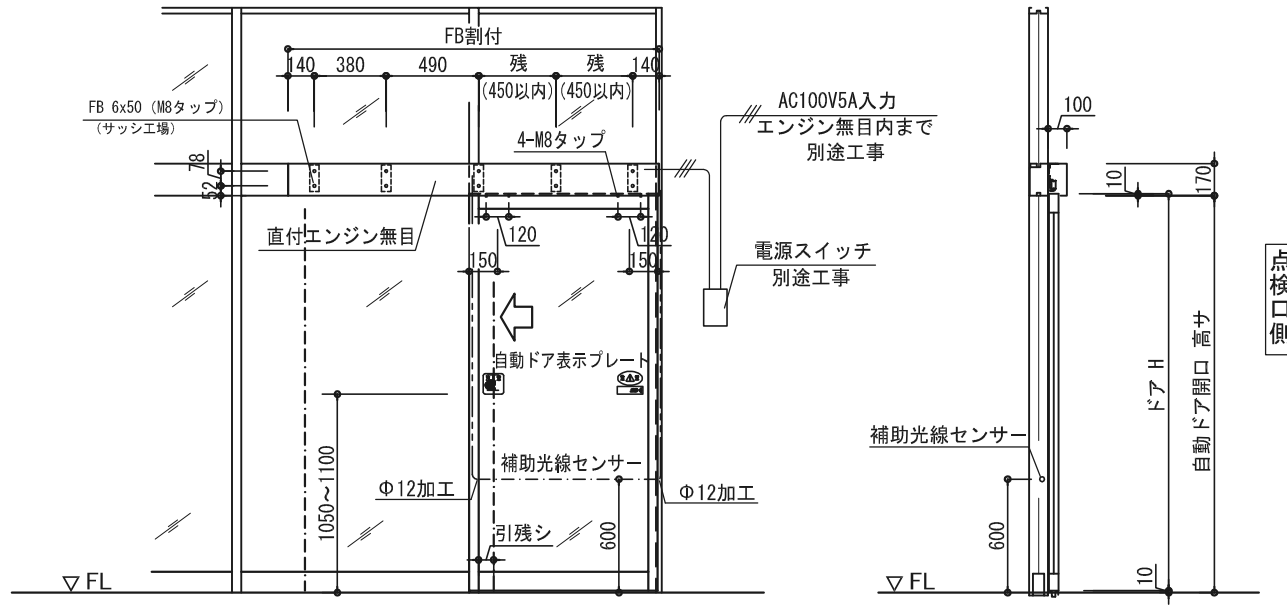 FB割付
140
380
490
残
残
140
(450以内)
(450以内)
FB 6x50 (M8タップ)
(サッシ工場)
AC100V5A入力
エンジン無目内まで
別途工事
4-M8タップ
78
52
直付エンジン無目
120
120
150
150
電源スイッチ
別途工事
自動ドア表示プレート
1050～1100
補助光線センサー
Φ12加工
Φ12加工
引残シ
600
▽FL
100
10
170
ドア H
自動ドア開口 高サ
補助光線センサー
600
10
▽FL
点検口側